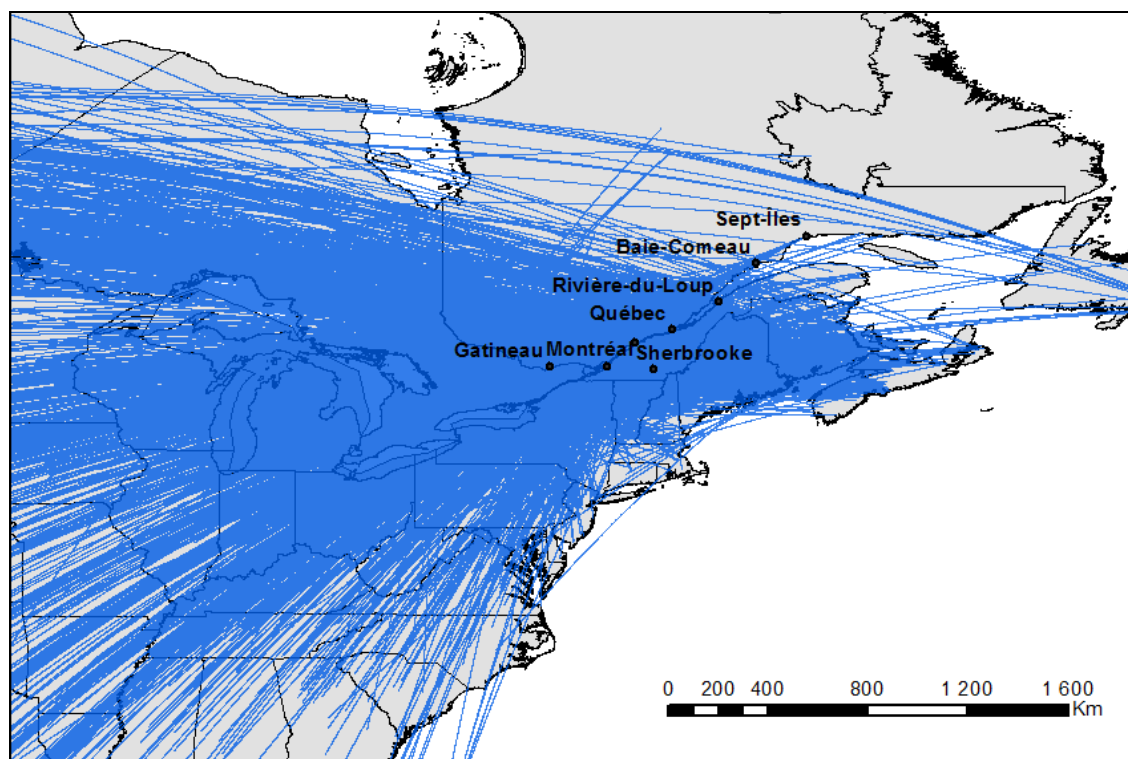 Sept-Îles
Baie-Comeau
Rivière-du-Loup
Québec
Gatineau Montréal Sherbrooke
0 200 400 800 1 200 1 600
Km